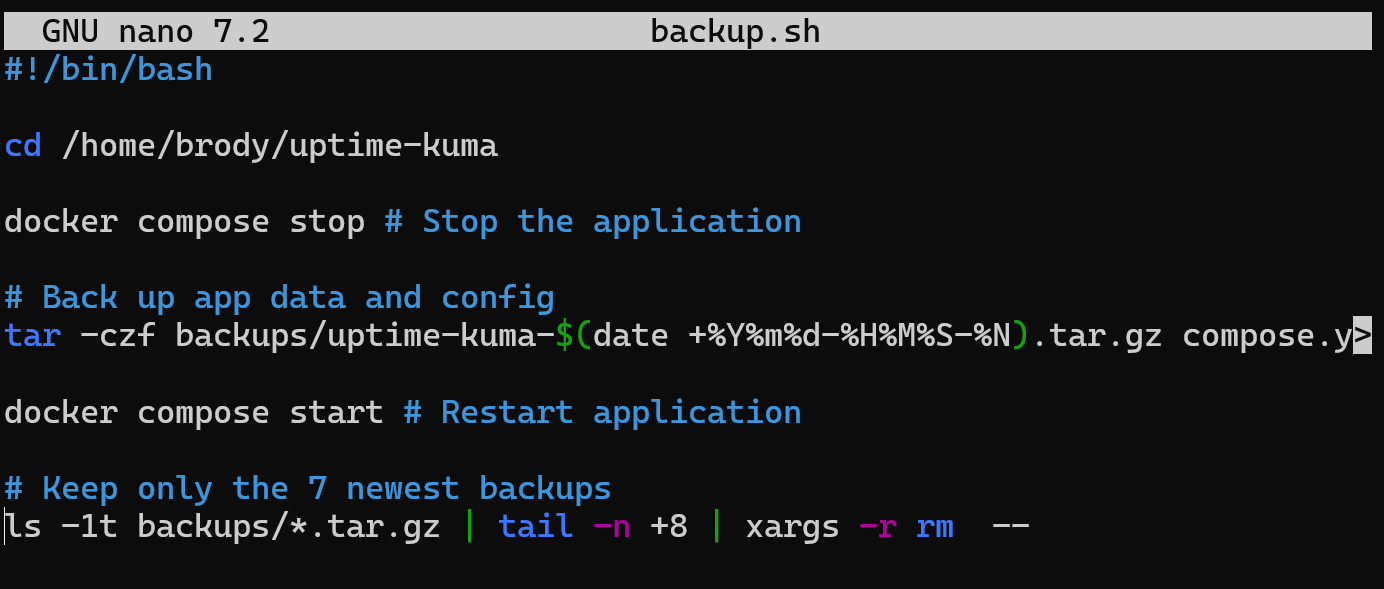 GNU nano 7.2 backup.sh
#!/bin/bash
cd /home/brody/uptime-kuma
docker compose stop # Stop the application
# Back up app data and config
tar -czf backups/uptime-kuma-$(date +%Y%m%d-%H%M%S-%N).tar.gz compose.y>
docker compose start # Restart application
# Keep only the 7 newest backups
ls -1t backups/*.tar.gz | tail -n +8 | xargs -r rm  --